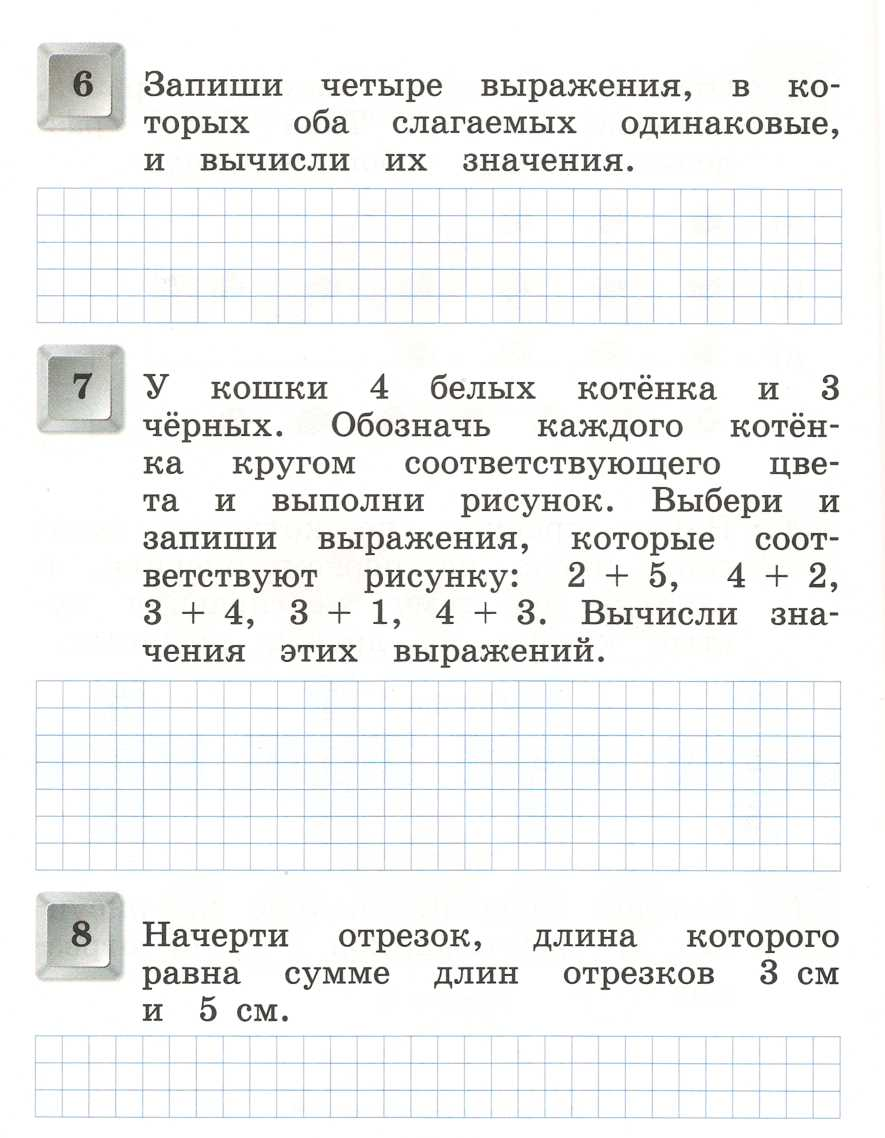 6
Запиши четыре выражения, в ко-
торых оба слагаемых одинаковые,
и вычисли их значения.
7
У кошки 4 белых котёнка и 3
чёрных. Обозначь каждого котён-
ка кругом соответствующего цве-
та и выполни рисунок. Выбери и
запиши выражения, которые соот-
ветствуют рисунку: 2 + 5, 4 + 2,
3 + 4, 3 + 1, 4 + 3. Вычисли зна-
чения этих выражений.
8
Начерти отрезок, длина которого
равна сумме длин отрезков 3 см
и 5 см.